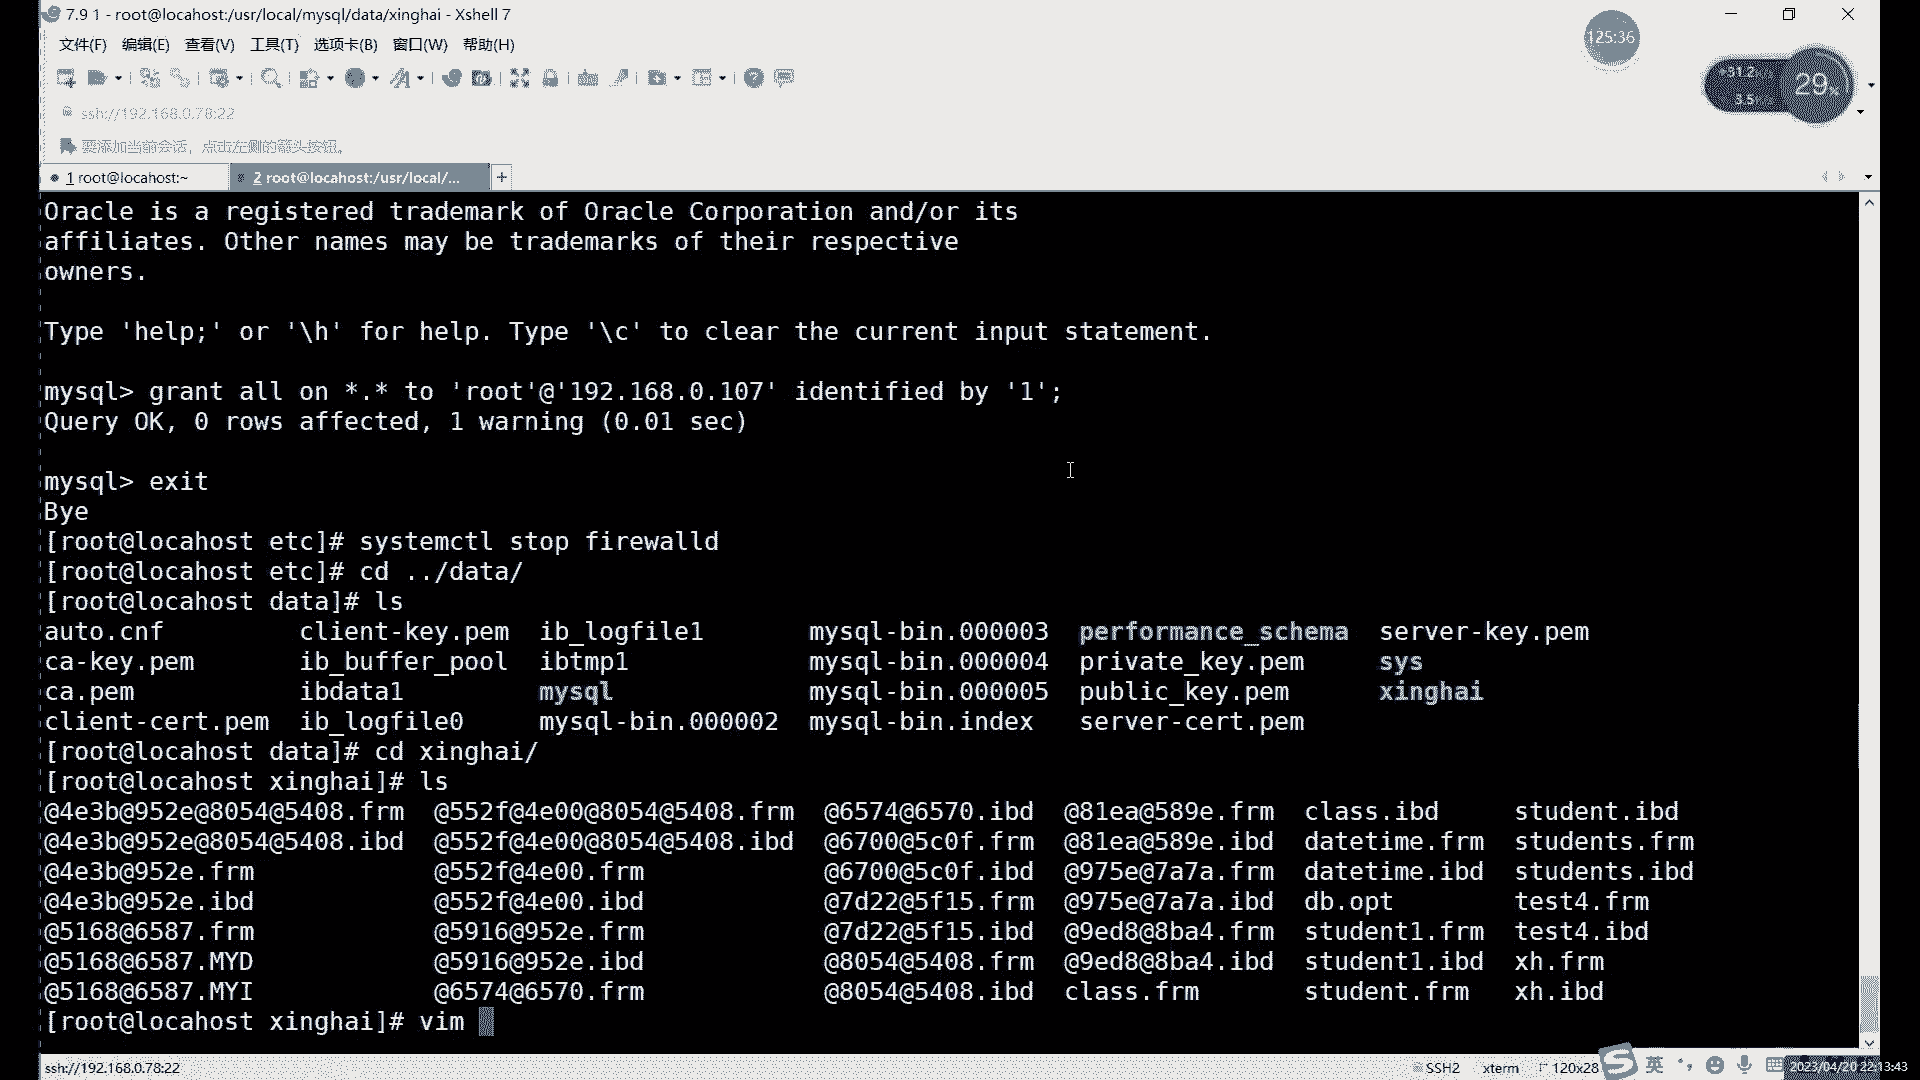 7.9 1 - root@locahost:/usr/local/mysql/data/xinghai - Xshell 7
125:36
文件(F) 编辑(E) 查看(V) 工具(T) 选项卡(B) 窗口(W) 帮助(H)
29%
3.5
ssh://192.168.0.78:22
要添加当前会话，点击左侧的箭头按钮。
1 root@locahost:~ 2 root@locahost:/usr/local/... +
Oracle is a registered trademark of Oracle Corporation and/or its
affiliates. Other names may be trademarks of their respective
owners.
Type 'help;' or '\h' for help. Type '\c' to clear the current input statement.
mysql> grant all on *.* to 'root'@'192.168.0.107' identified by '1';
Query OK, 0 rows affected, 1 warning (0.01 sec)
mysql> exit
Bye
[root@locahost etc]# systemctl stop firewalld
[root@locahost etc]# cd ../data/
[root@locahost data]# ls
auto.cnf client-key.pem ib_logfile1 mysql-bin.000003 performance_schema server-key.pem
ca-key.pem ib_buffer_pool ibtmp1 mysql-bin.000004 private_key.pem sys
ca.pem ibdata1 mysql mysql-bin.000005 public_key.pem xinghai
client-cert.pem ib_logfile0 mysql-bin.000002 mysql-bin.index server-cert.pem
[root@locahost data]# cd xinghai/
[root@locahost xinghai]# ls
@4e3b@952e@8054@5408.frm @552f@4e00@8054@5408.frm @6574@6570.ibd @81ea@589e.frm class.ibd student.ibd
@4e3b@952e@8054@5408.ibd @552f@4e00@8054@5408.ibd @6700@5c0f.frm @81ea@589e.ibd datetime.frm students.frm
@4e3b@952e.frm @552f@4e00.frm @6700@5c0f.ibd @975e@7a7a.frm datetime.ibd students.ibd
@4e3b@952e.ibd @552f@4e00.ibd @7d22@5f15.frm @975e@7a7a.ibd db.opt test4.frm
@5168@6587.frm @5916@952e.frm @7d22@5f15.ibd @9ed8@8ba4.frm student1.frm test4.ibd
@5168@6587.MYD @5916@952e.ibd @8054@5408.frm @9ed8@8ba4.ibd student1.ibd xh.frm
@5168@6587.MYI @6574@6570.frm @8054@5408.ibd class.frm student.frm xh.ibd
[root@locahost xinghai]# vim
ssh://192.168.0.78:22 SSH2 xterm 120x28 英 2023/04/20 22:13:43